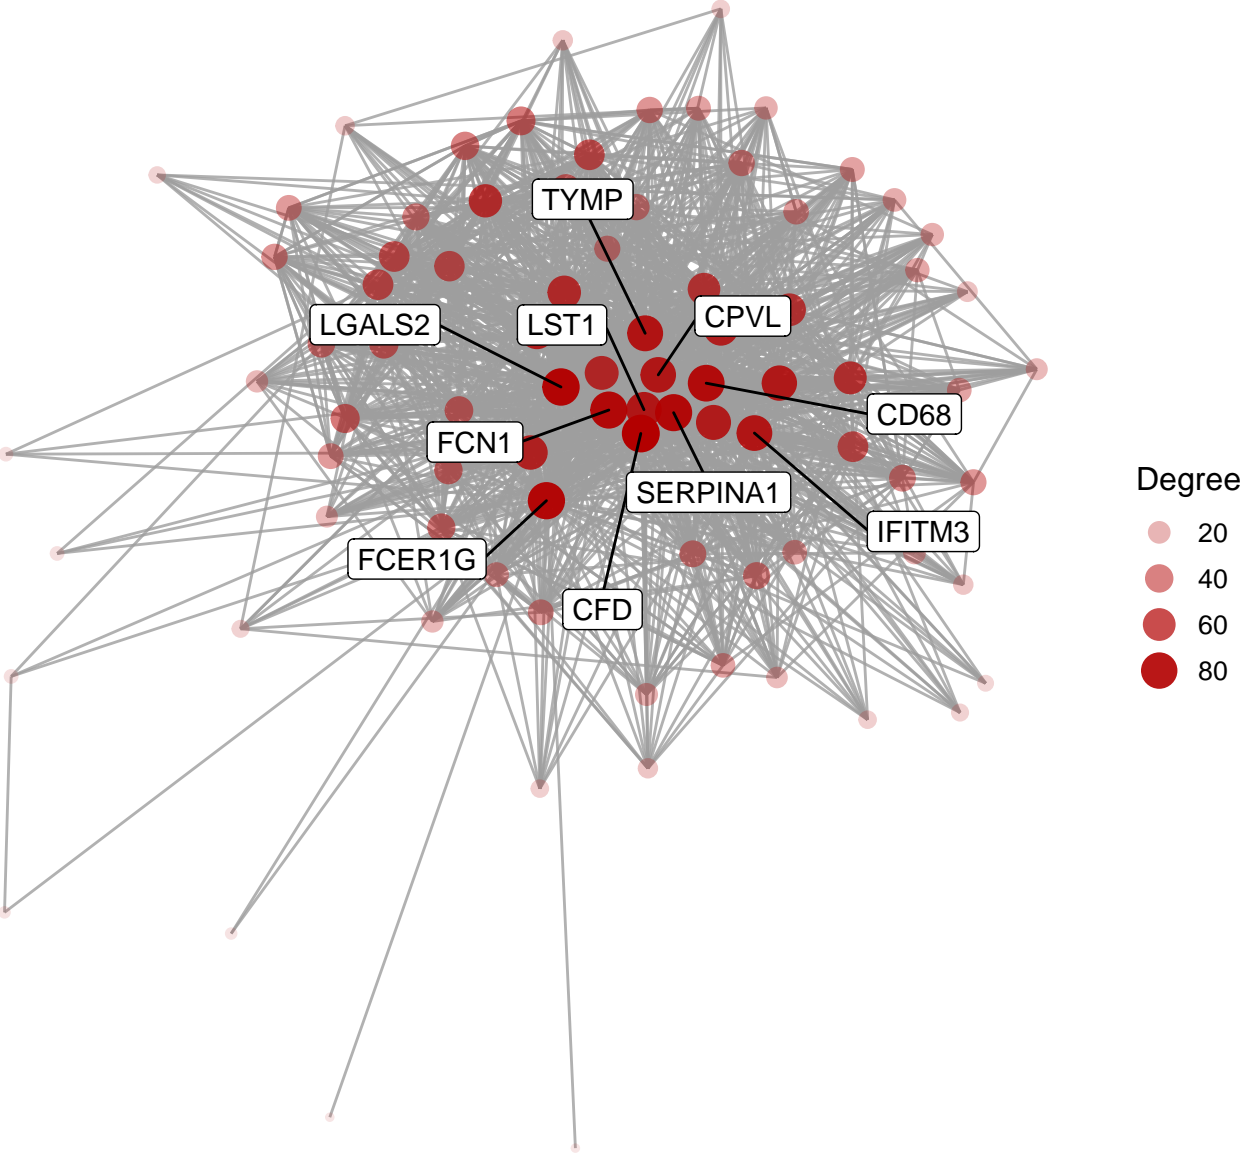 TYMP
LGALS2
LST1
CPVL
CD68
FCN1
SERPINA1
IFITM3
FCER1G
CFD
Degree
20
40
60
80